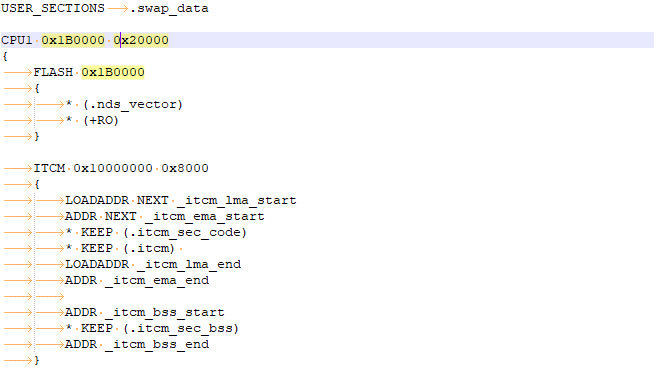 USER_SECTIONS .swap_data
CPU1 0x1B0000 0x20000
{
FLASH 0x1B0000
{
* (.nds_vector)
* (+RO)
}
ITCM 0x10000000 0x8000
{
LOADADDR NEXT _itcm_lma_start
ADDR NEXT _itcm_ema_start
* KEEP (.itcm_sec_code)
* KEEP (.itcm)
LOADADDR _itcm_lma_end
ADDR _itcm_ema_end
ADDR _itcm_bss_start
* KEEP (.itcm_sec_bss)
ADDR _itcm_bss_end
}